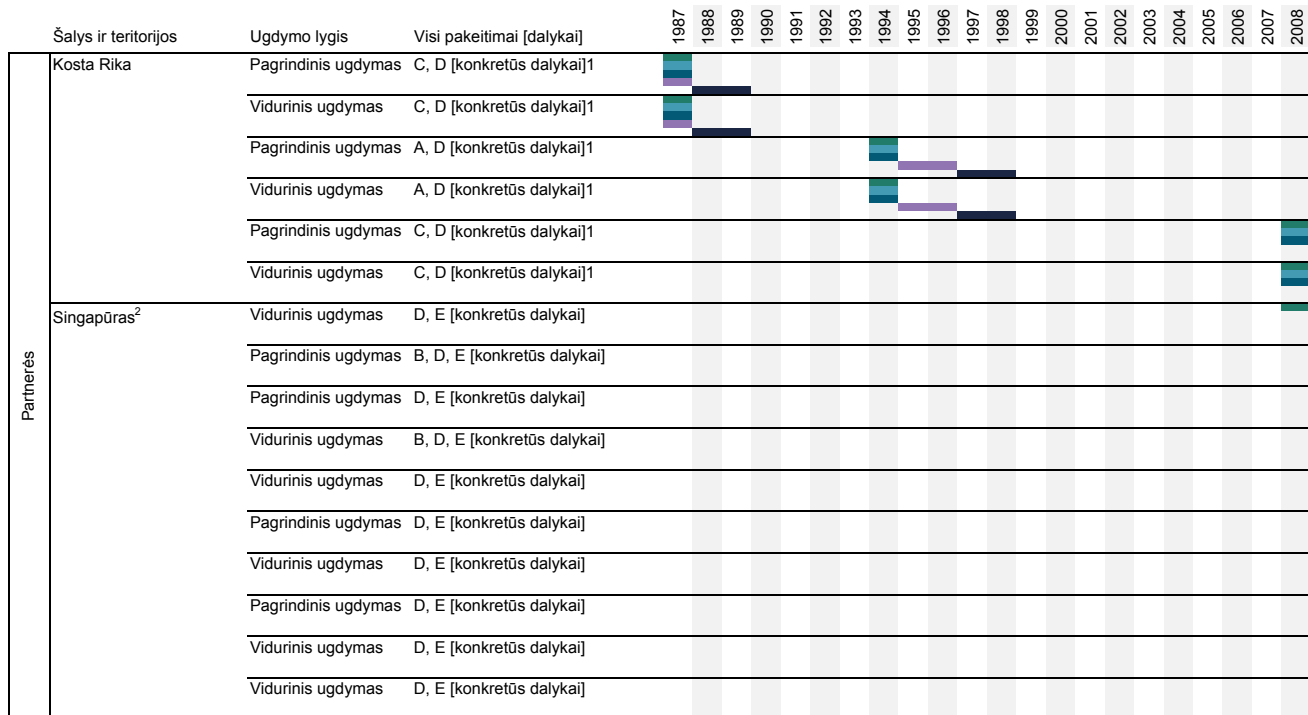 Šalys ir teritorijos Ugdymo lygis Visi pakeitimai [dalykai] 1987 1988 1989 1990 1991 1992 1993 1994 1995 1996 1997 1998 1999 2000 2001 2002 2003 2004 2005 2006 2007 2008
Partnerės
Kosta Rika Pagrindinis ugdymas C, D [konkretūs dalykai]1
Vidurinis ugdymas C, D [konkretūs dalykai]1
Pagrindinis ugdymas A, D [konkretūs dalykai]1
Vidurinis ugdymas A, D [konkretūs dalykai]1
Pagrindinis ugdymas C, D [konkretūs dalykai]1
Vidurinis ugdymas C, D [konkretūs dalykai]1
Singapūras2 Vidurinis ugdymas D, E [konkretūs dalykai]
Pagrindinis ugdymas B, D, E [konkretūs dalykai]
Pagrindinis ugdymas D, E [konkretūs dalykai]
Vidurinis ugdymas B, D, E [konkretūs dalykai]
Vidurinis ugdymas D, E [konkretūs dalykai]
Pagrindinis ugdymas D, E [konkretūs dalykai]
Vidurinis ugdymas D, E [konkretūs dalykai]
Pagrindinis ugdymas D, E [konkretūs dalykai]
Vidurinis ugdymas D, E [konkretūs dalykai]
Vidurinis ugdymas D, E [konkretūs dalykai]